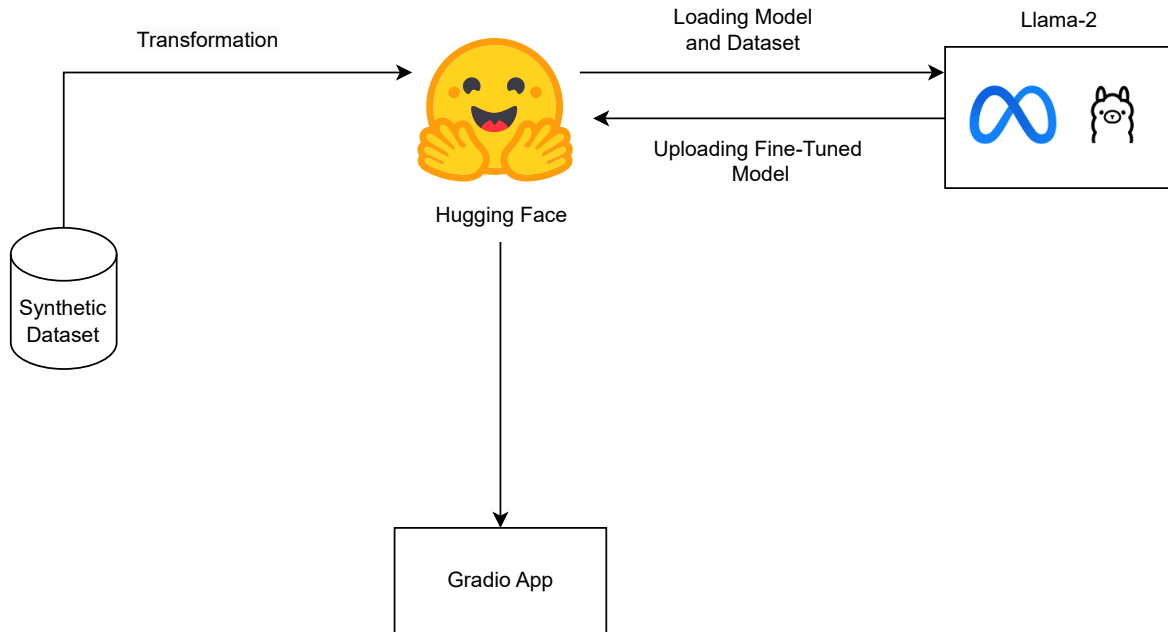 Transformation
Loading Model
and Dataset
Llama-2
Uploading Fine-Tuned
Model
Hugging Face
Synthetic
Dataset
Gradio App